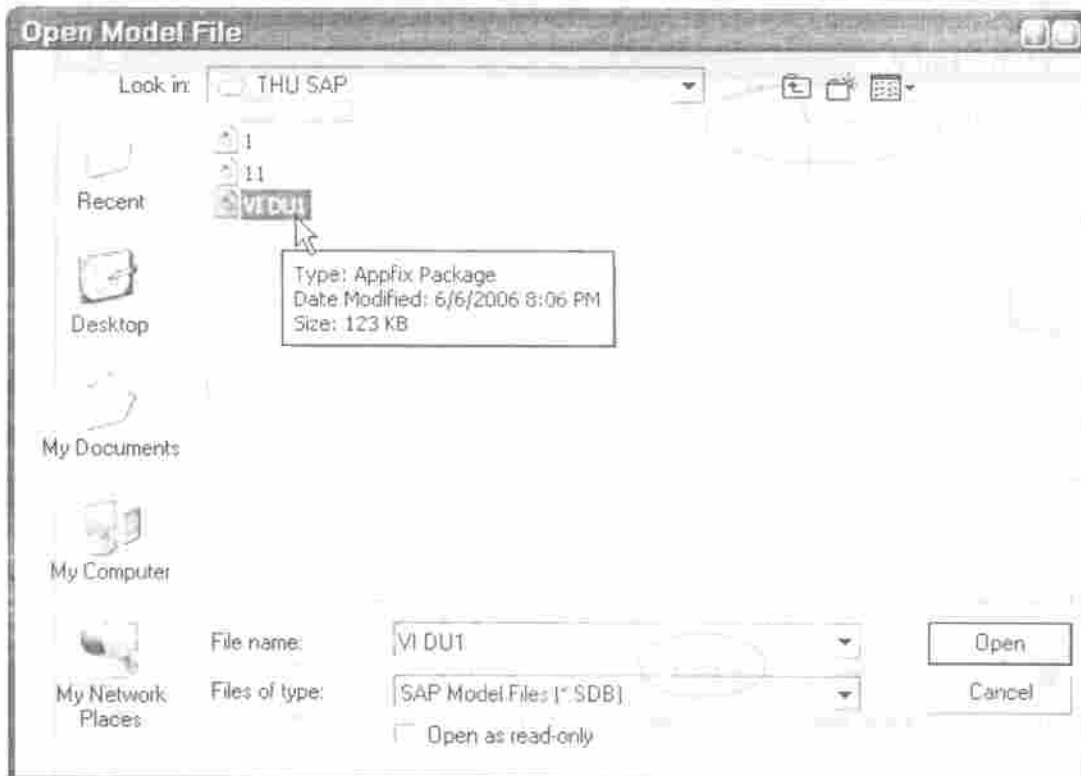 Open Model File
Look in: THU SAP
1
11
VI DU1
Type: Appfix Package
Date Modified: 6/6/2006 8:06 PM
Size: 123 KB
Recent
Desktop
My Documents
My Computer
My Network
Places
File name: VI DU1 Open
Files of type: SAP Model Files (*.SDB) Cancel
Open as read-only